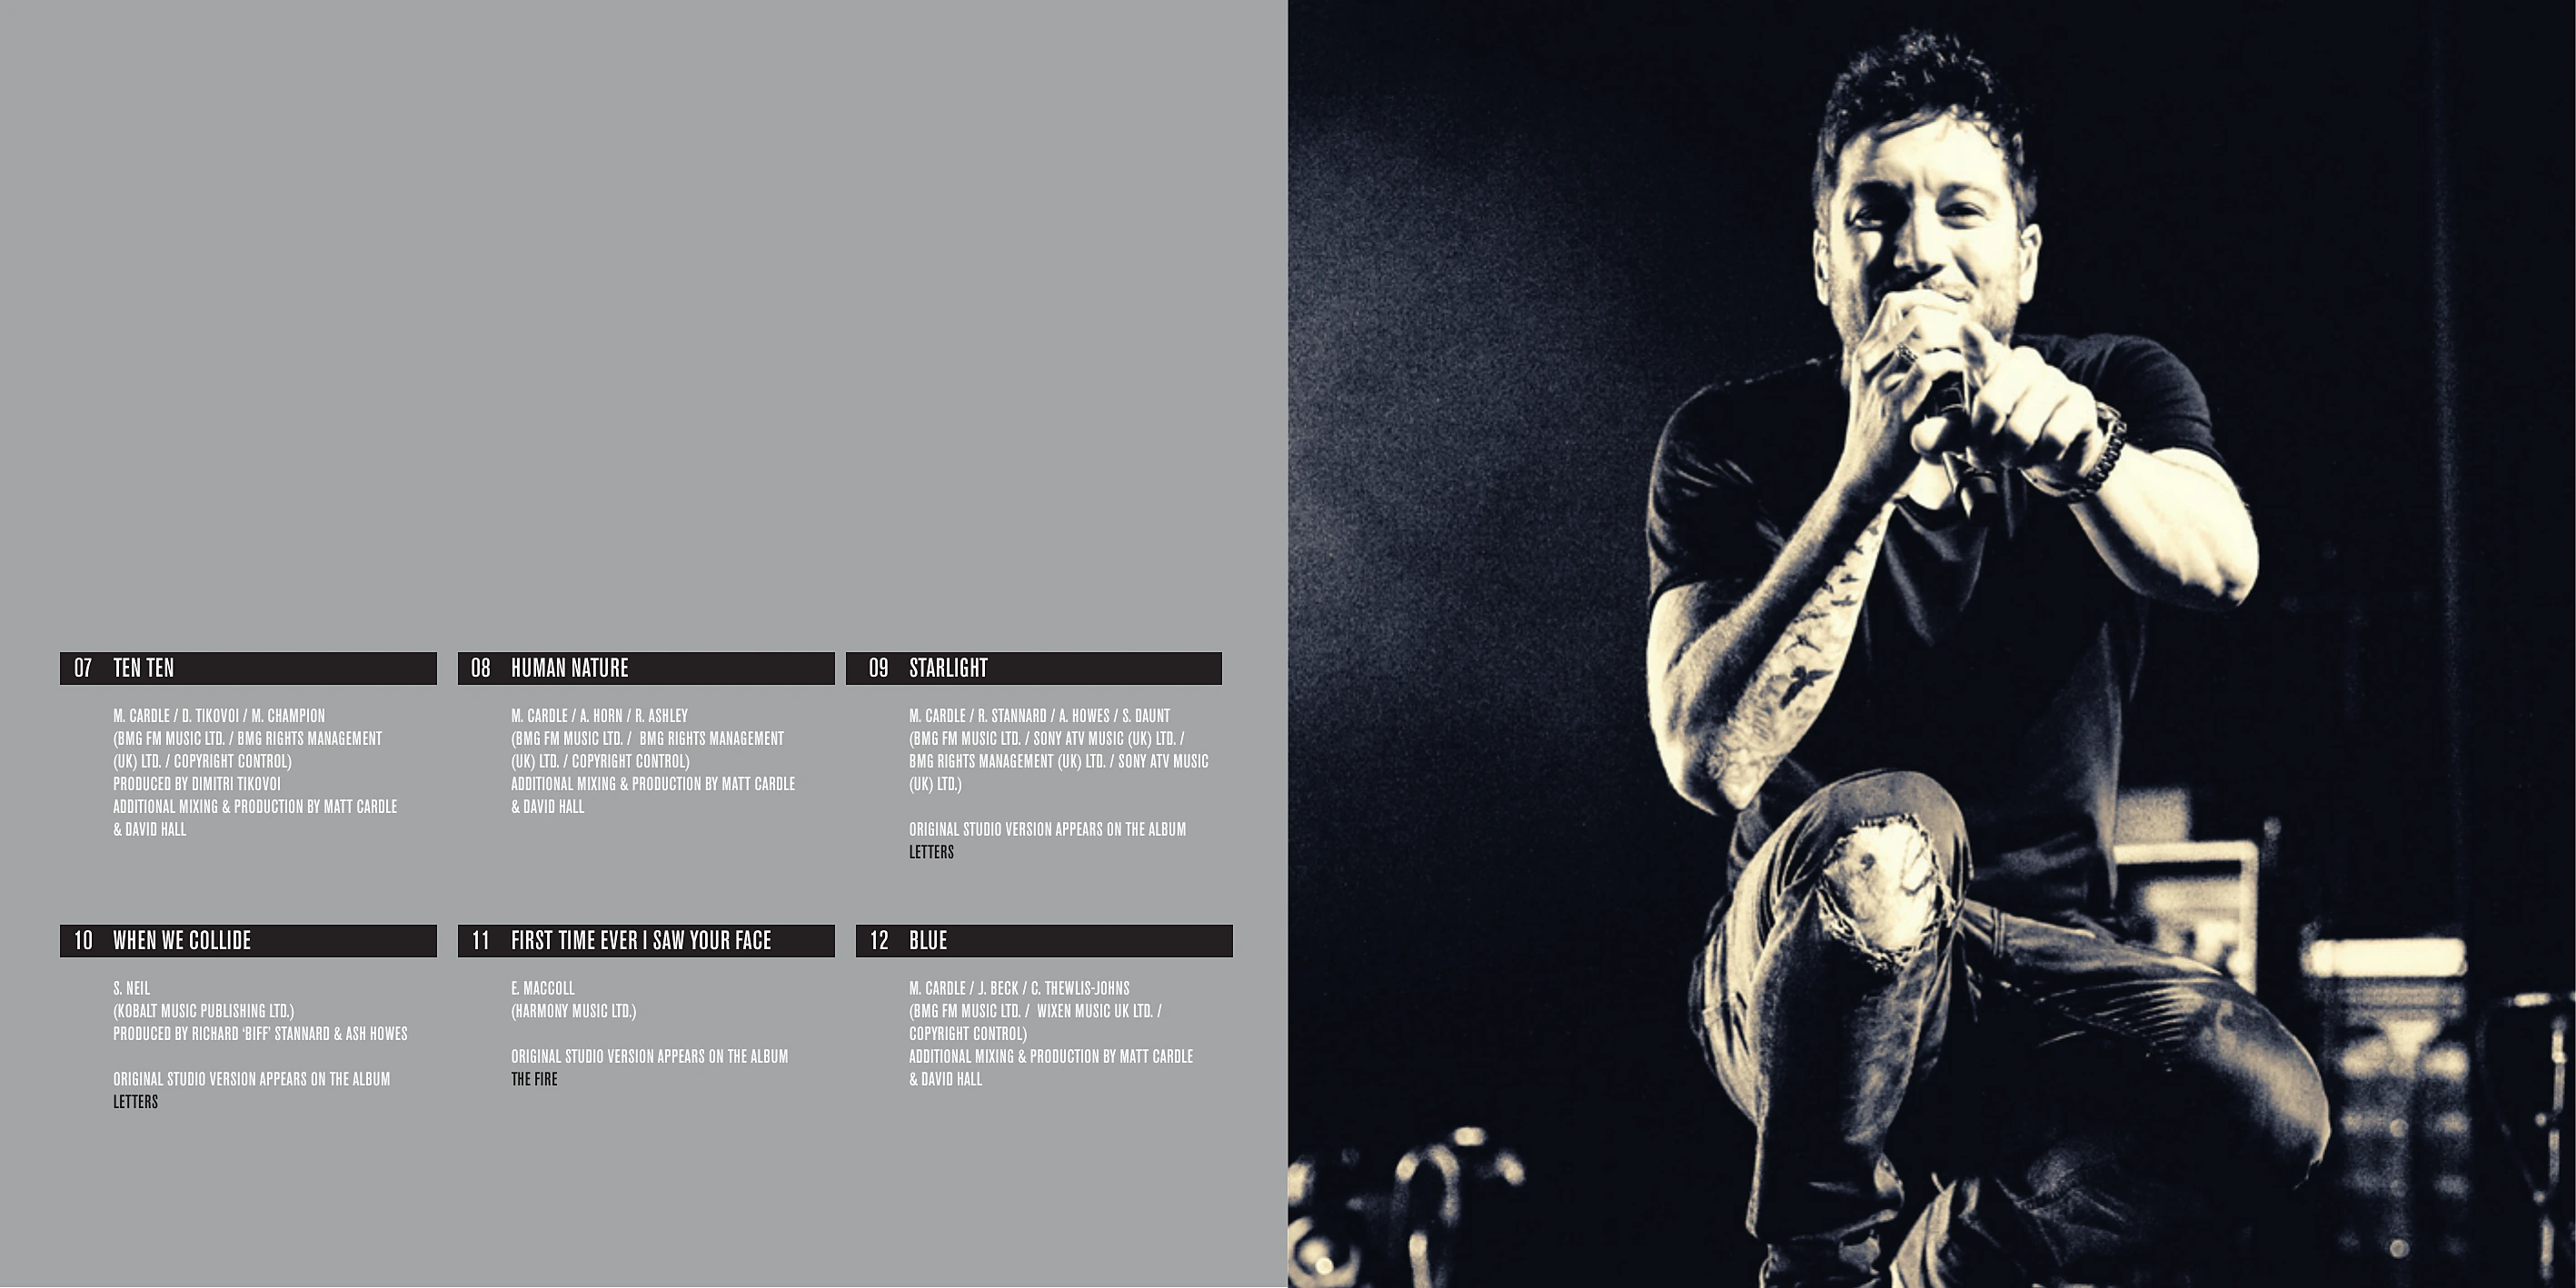 07 TEN TEN
M. CARDLE / D. TIKOVOI / M. CHAMPION
(BMG FM MUSIC LTD. / BMG RIGHTS MANAGEMENT
(UK) LTD. / COPYRIGHT CONTROL)
PRODUCED BY DIMITRI TIKOVOI
ADDITIONAL MIXING & PRODUCTION BY MATT CARDLE
& DAVID HALL
08 HUMAN NATURE
M. CARDLE / A. HORN / R. ASHLEY
(BMG FM MUSIC LTD. / BMG RIGHTS MANAGEMENT
(UK) LTD. / COPYRIGHT CONTROL)
ADDITIONAL MIXING & PRODUCTION BY MATT CARDLE
& DAVID HALL
09 STARLIGHT
M. CARDLE / R. STANNARD / A. HOWES / S. DAUNT
(BMG FM MUSIC LTD. / SONY ATV MUSIC (UK) LTD. /
BMG RIGHTS MANAGEMENT (UK) LTD. / SONY ATV MUSIC
(UK) LTD.)
ORIGINAL STUDIO VERSION APPEARS ON THE ALBUM
LETTERS
10 WHEN WE COLLIDE
S. NEIL
(KOBALT MUSIC PUBLISHING LTD.)
PRODUCED BY RICHARD 'BIFF' STANNARD & ASH HOWES
ORIGINAL STUDIO VERSION APPEARS ON THE ALBUM
LETTERS
11 FIRST TIME EVER I SAW YOUR FACE
E. MACCOLL
(HARMONY MUSIC LTD.)
ORIGINAL STUDIO VERSION APPEARS ON THE ALBUM
THE FIRE
12 BLUE
M. CARDLE / J. BECK / C. THEWLIS-JOHNS
(BMG FM MUSIC LTD. / WIXEN MUSIC UK LTD. /
COPYRIGHT CONTROL)
ADDITIONAL MIXING & PRODUCTION BY MATT CARDLE
& DAVID HALL